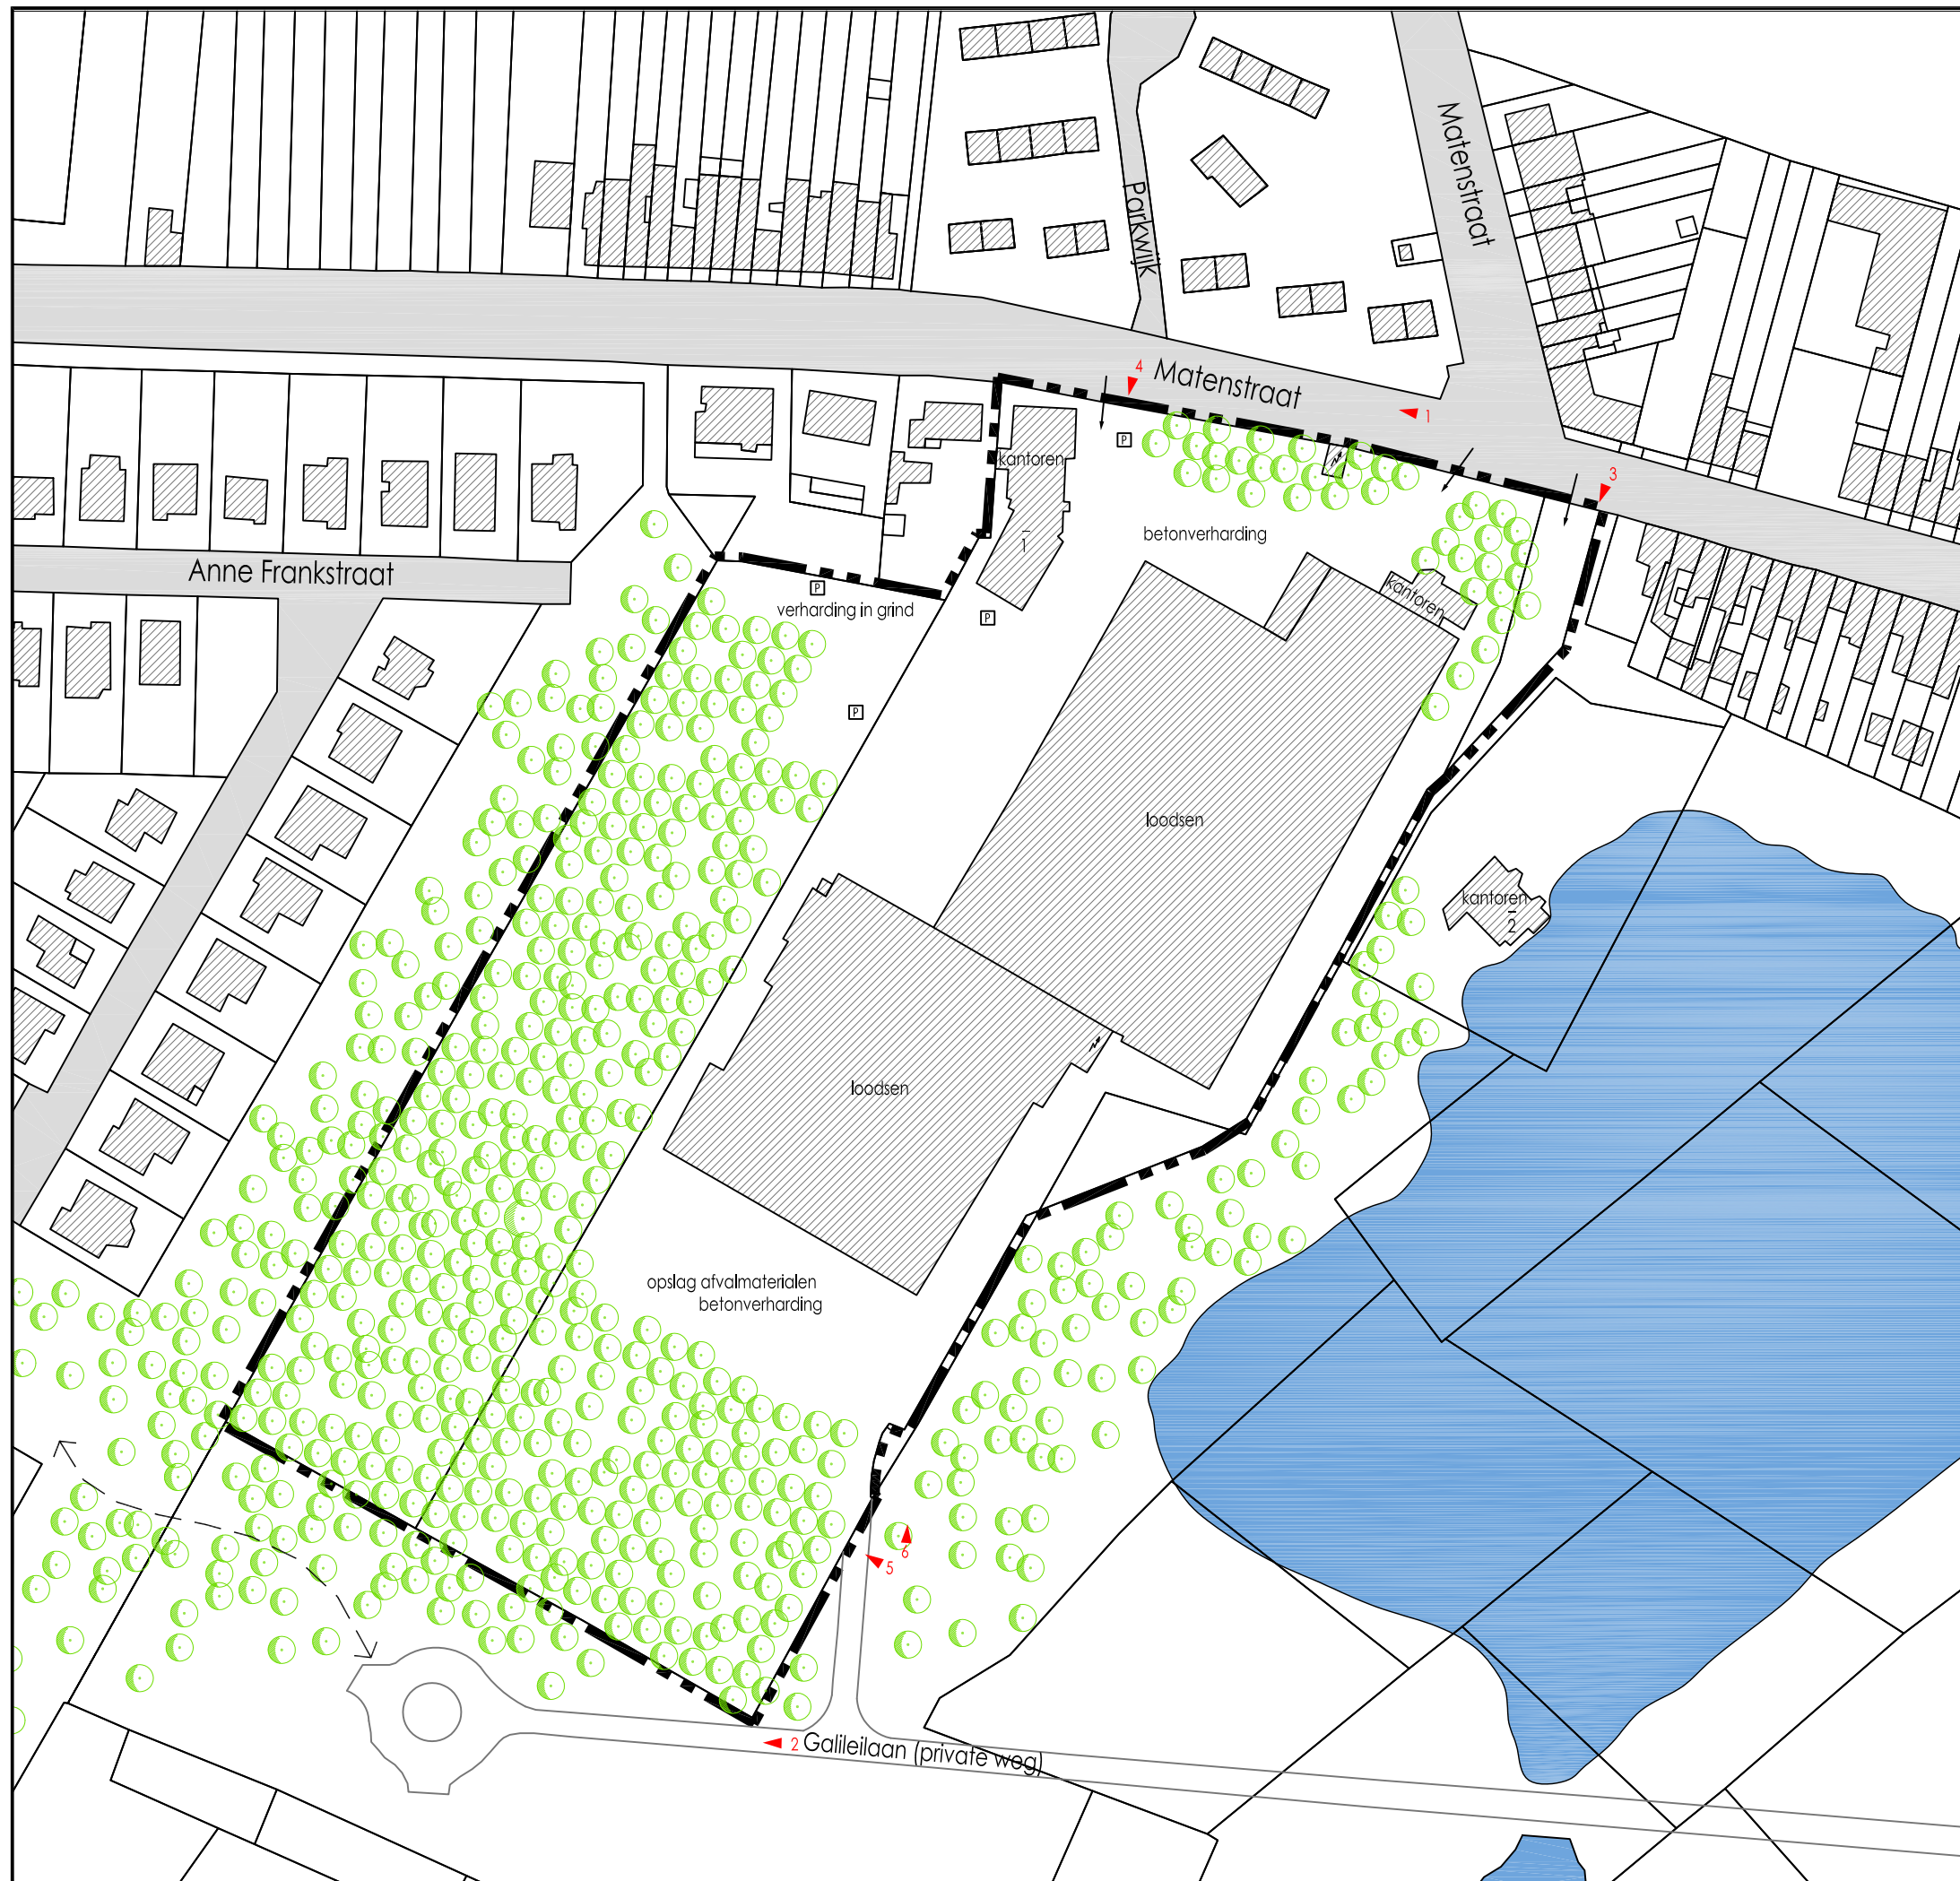 Matenstraat
Parkwijk
4
Matenstraat
1
P
kantoren
3
1
betonverharding
Anne Frankstraat
P
verharding in grind
P
kantoren
P
loodsen
kantoren
2
loodsen
opslag afvalmaterialen
betonverharding
6
5
2
Galileilaan (private weg)